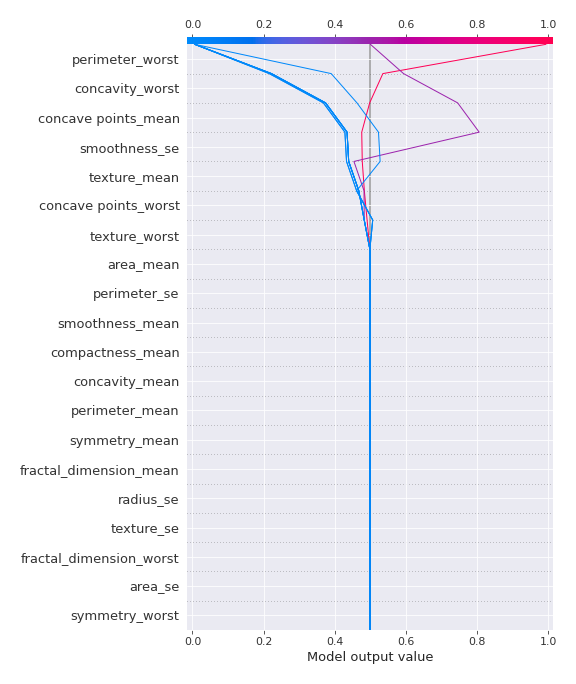 0.0 0.2 0.4 0.6 0.8 1.0
perimeter_worst
concavity_worst
concave points_mean
smoothness_se
texture_mean
concave points_worst
texture_worst
area_mean
perimeter_se
smoothness_mean
compactness_mean
concavity_mean
perimeter_mean
symmetry_mean
fractal_dimension_mean
radius_se
texture_se
fractal_dimension_worst
area_se
symmetry_worst
0.0 0.2 0.4 0.6 0.8 1.0
Model output value